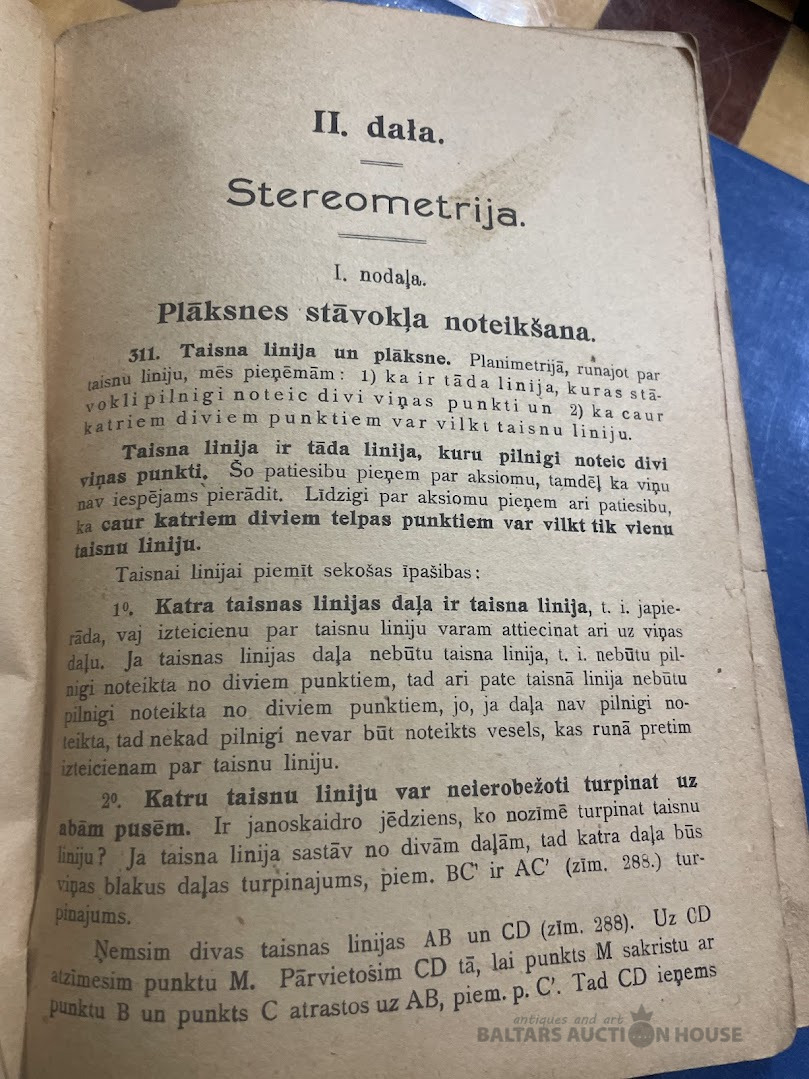 II. daļa.
Stereometrija.
I. nodaļa.
Plāksnes stāvokļa noteikšana.
311. Taisna linija un plāksne. Planimetrijā, runajot par
taisnu liniju, mēs pieņēmām: 1) ka ir tāda linija, kuras stā-
vokli pilnigi noteic divi viņas punkti un 2) ka caur
katriem diviem punktiem var vilkt taisnu liniju.
Taisna linija ir tāda linija, kuru pilnigi noteic divi
viņas punkti. Šo patiesibu pieņem par aksiomu, tamdēļ ka viņu
nav iespējams pierādit. Līdzigi par aksiomu pieņem ari patiesibu,
ka caur katriem diviem telpas punktiem var vilkt tik vienu
taisnu liniju.
Taisnai linijai piemīt sekošas īpašibas:
1⁰. Katra taisnas linijas daļa ir taisna linija, t. i. japie-
rāda, vaj izteicienu par taisnu liniju varam attiecinat ari uz viņas
daļu. Ja taisnas linijas daļa nebūtu taisna linija, t. i. nebūtu pil-
nigi noteikta no diviem punktiem, tad ari pate taisnā linija nebūtu
pilnigi noteikta no diviem punktiem, jo, ja daļa nav pilnigi no-
teikta, tad nekad pilnigi nevar būt noteikts vesels, kas runā pretim
izteicienam par taisnu liniju.
2⁰. Katru taisnu liniju var neierobežoti turpinat uz
abām pusēm. Ir janoskaidro jēdziens, ko nozīmē turpinat taisnu
liniju? Ja taisna linija sastāv no divām daļām, tad katra daļa būs
viņas blakus daļas turpinajums, piem. BC' ir AC' (zīm. 288.) tur-
pinajums.
Ņemsim divas taisnas linijas AB un CD (zīm. 288). Uz CD
atzīmesim punktu M. Pārvietošim CD tā, lai punkts M sakristu ar
punktu B un punkts C atrastos uz AB, piem. p. C'. Tad CD ieņems
antiques and art
BALTARS AUCTION HOUSE